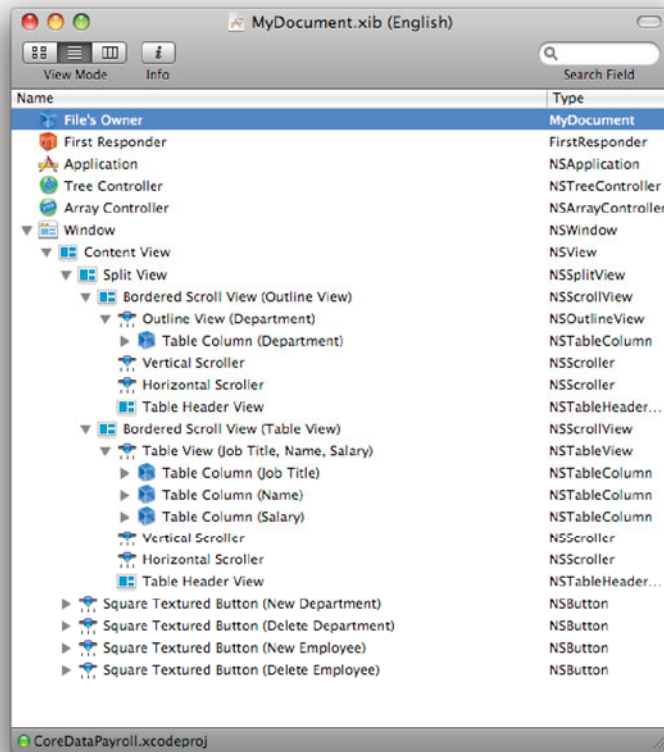 MyDocument.xib (English)
View Mode
Info
Search Field
Name Type
File's Owner MyDocument
First Responder FirstResponder
Application NSApplication
Tree Controller NSTreeController
Array Controller NSArrayController
Window NSWindow
Content View NSView
Split View NSSplitView
Bordered Scroll View (Outline View) NSScrollView
Outline View (Department) NSOutlineView
Table Column (Department) NSTableColumn
Vertical Scroller NSScroller
Horizontal Scroller NSScroller
Table Header View NSTableHeader...
Bordered Scroll View (Table View) NSScrollView
Table View (Job Title, Name, Salary) NSTableView
Table Column (Job Title) NSTableColumn
Table Column (Name) NSTableColumn
Table Column (Salary) NSTableColumn
Vertical Scroller NSScroller
Horizontal Scroller NSScroller
Table Header View NSTableHeader...
Square Textured Button (New Department) NSButton
Square Textured Button (Delete Department) NSButton
Square Textured Button (New Employee) NSButton
Square Textured Button (Delete Employee) NSButton
CoreDataPayroll.xcodeproj